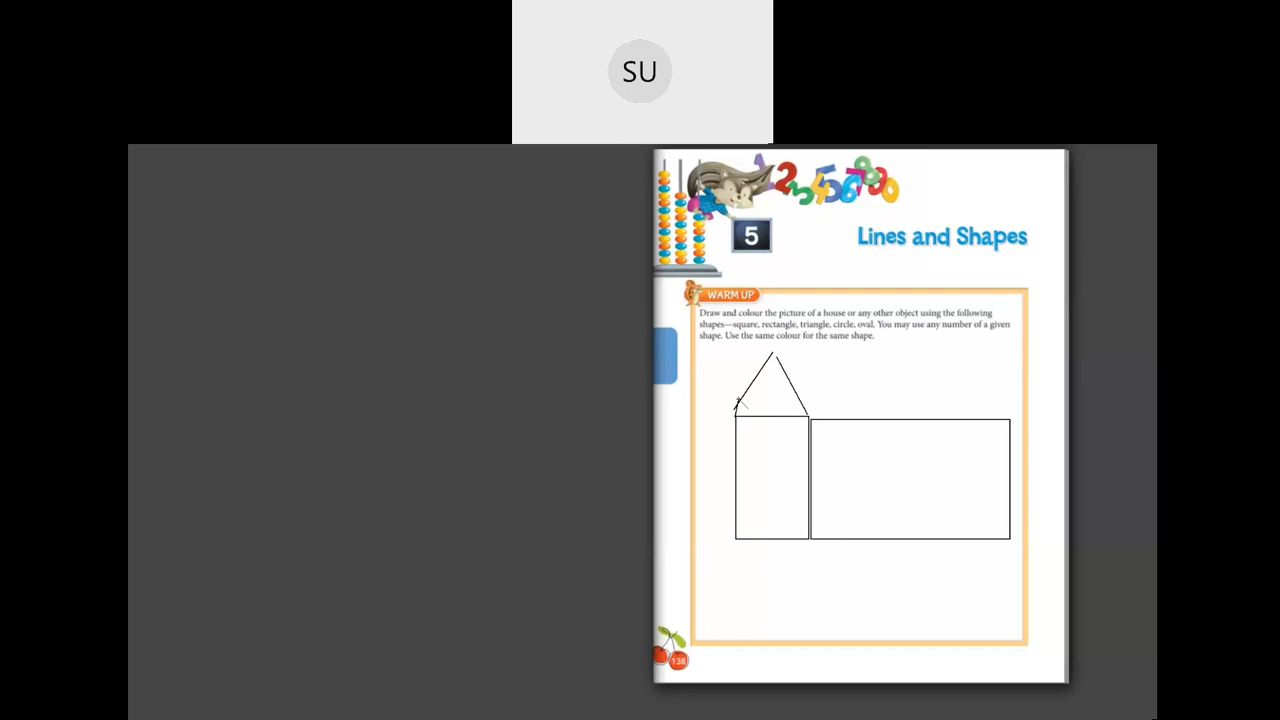 SU
1234567890
5
Lines and Shapes
WARM UP
Draw and colour the picture of a house or any other object using the following
shapes—square, rectangle, triangle, circle, oval. You may use any number of a given
shape. Use the same colour for the same shape.
138